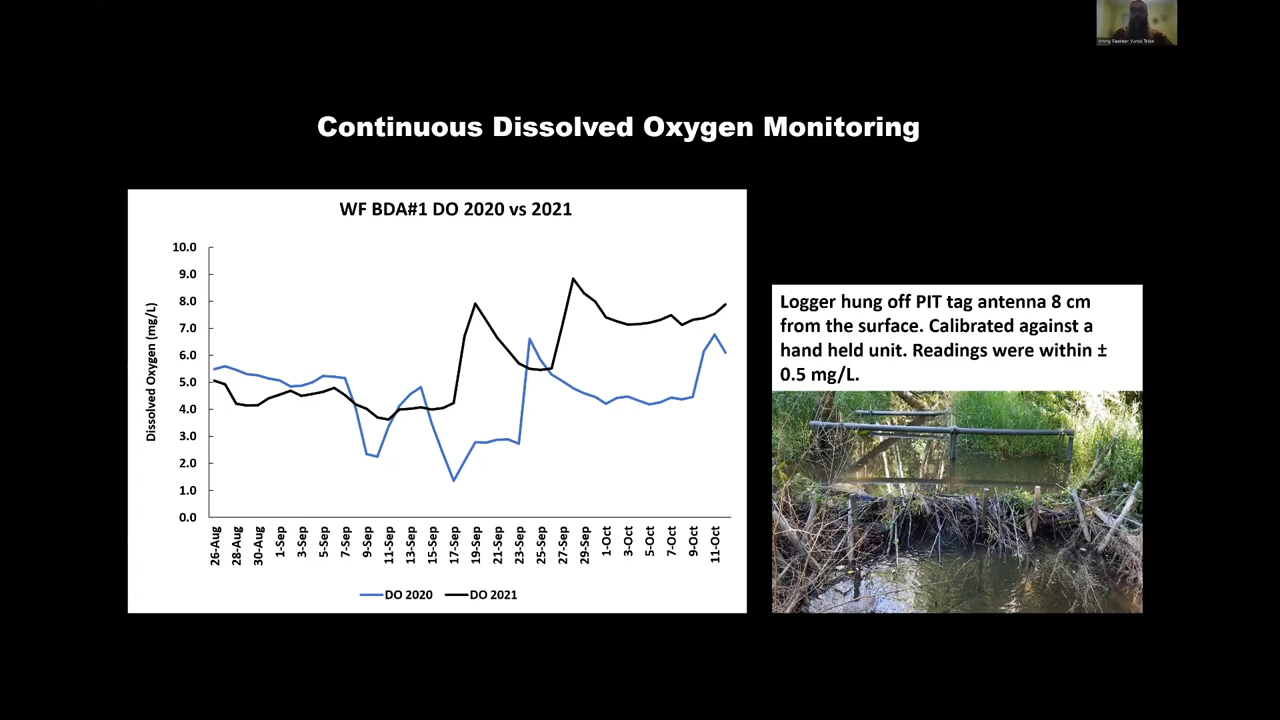 Continuous Dissolved Oxygen Monitoring
WF BDA#1 DO 2020 vs 2021
Dissolved Oxygen (mg/L)
10.0
9.0
8.0
7.0
6.0
5.0
4.0
3.0
2.0
1.0
0.0
26-Aug
28-Aug
30-Aug
1-Sep
3-Sep
5-Sep
7-Sep
9-Sep
11-Sep
13-Sep
15-Sep
17-Sep
19-Sep
21-Sep
23-Sep
25-Sep
27-Sep
29-Sep
1-Oct
3-Oct
5-Oct
7-Oct
9-Oct
11-Oct
DO 2020
DO 2021
Logger hung off PIT tag antenna 8 cm
from the surface. Calibrated against a
hand held unit. Readings were within ±
0.5 mg/L.
Yurok Tribe